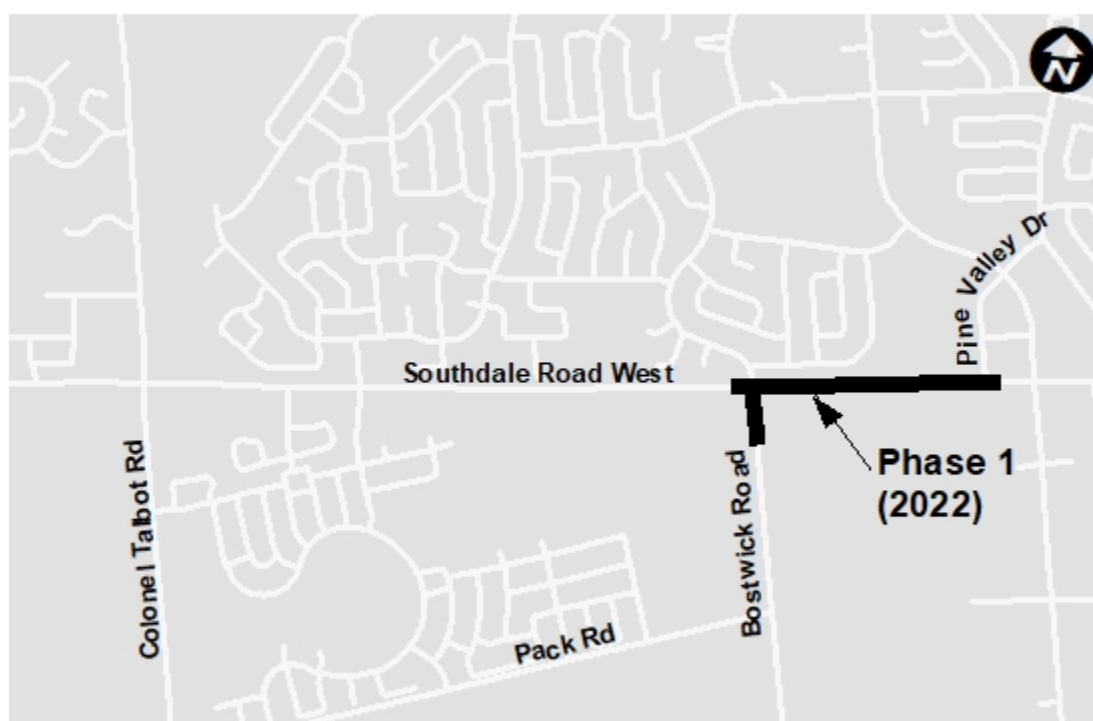 N
Pine Valley Dr
Southdale Road West
Phase 1
(2022)
Colonel Talbot Rd
Bostwick Road
Pack Rd